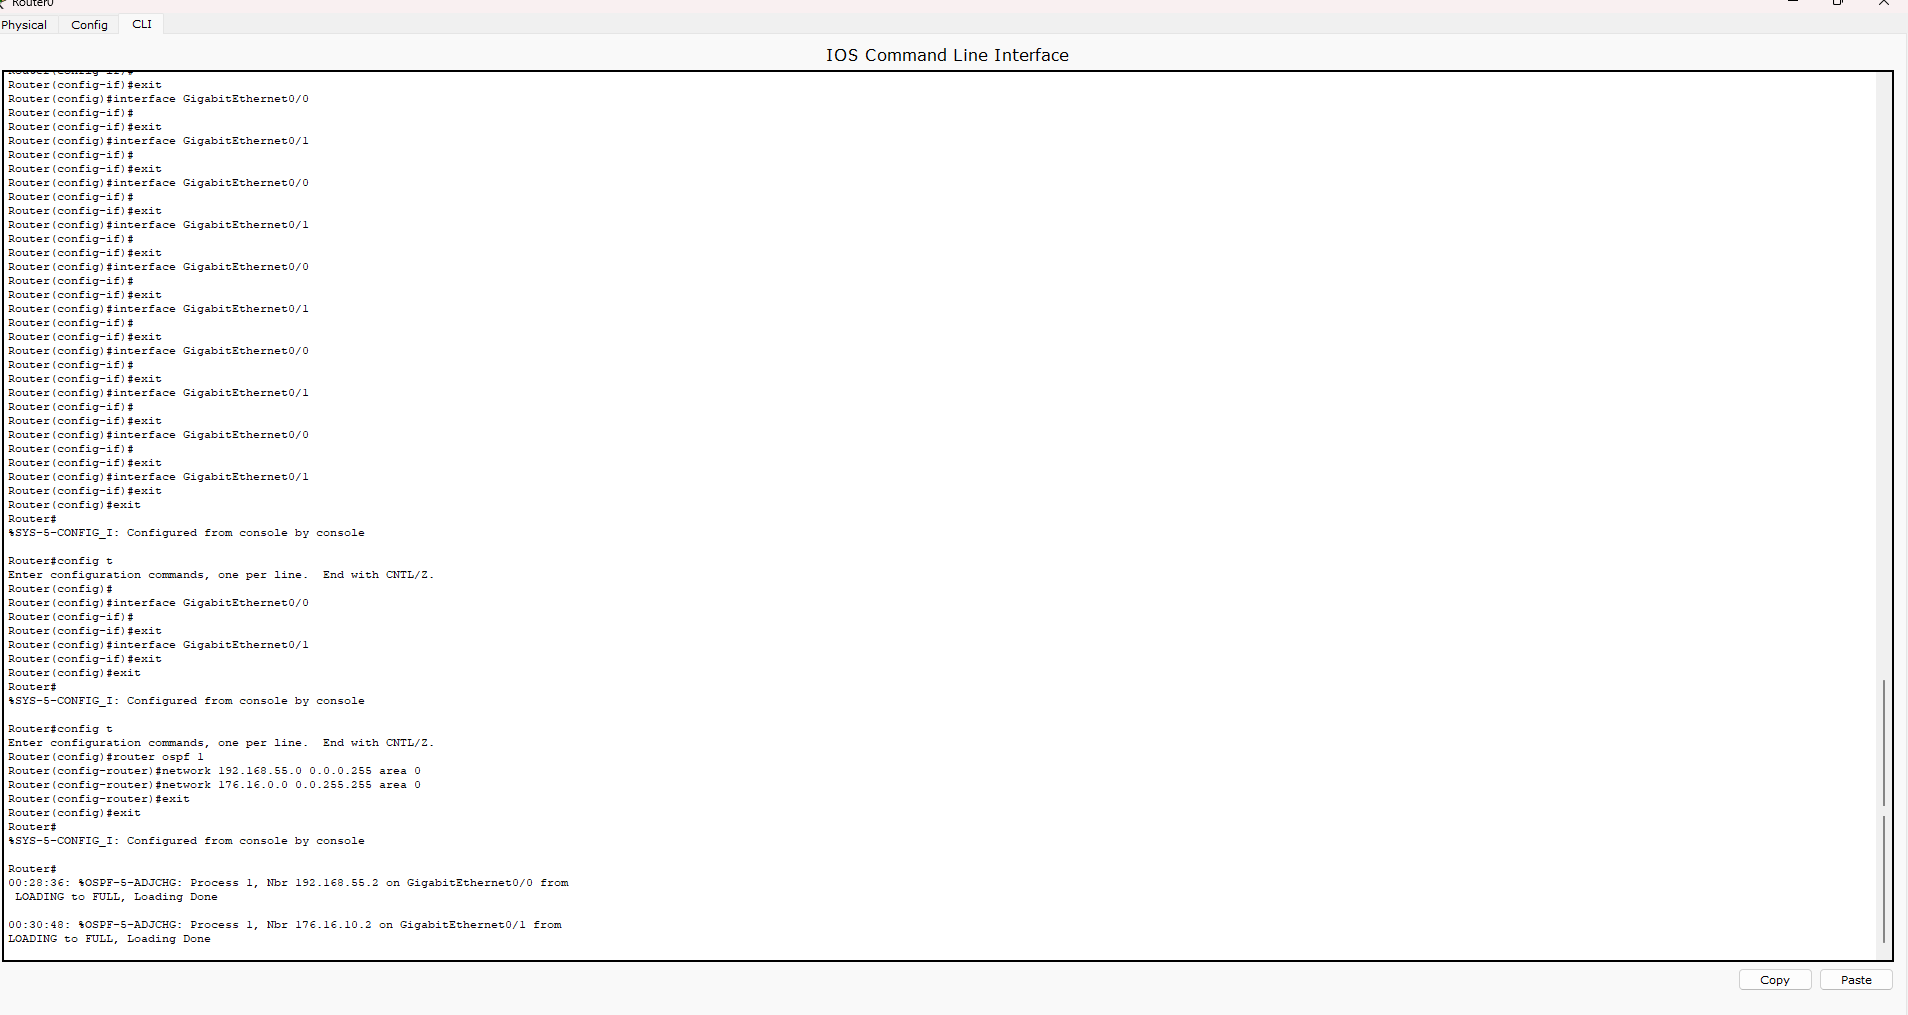 Router0
Physical Config CLI
IOS Command Line Interface
Router(config-if)#
Router(config-if)#exit
Router(config)#interface GigabitEthernet0/0
Router(config-if)#
Router(config-if)#exit
Router(config)#interface GigabitEthernet0/1
Router(config-if)#
Router(config-if)#exit
Router(config)#interface GigabitEthernet0/0
Router(config-if)#
Router(config-if)#exit
Router(config)#interface GigabitEthernet0/1
Router(config-if)#
Router(config-if)#exit
Router(config)#interface GigabitEthernet0/0
Router(config-if)#
Router(config-if)#exit
Router(config)#interface GigabitEthernet0/1
Router(config-if)#
Router(config-if)#exit
Router(config)#interface GigabitEthernet0/0
Router(config-if)#
Router(config-if)#exit
Router(config)#interface GigabitEthernet0/1
Router(config-if)#
Router(config-if)#exit
Router(config)#interface GigabitEthernet0/0
Router(config-if)#
Router(config-if)#exit
Router(config)#interface GigabitEthernet0/1
Router(config-if)#exit
Router(config)#exit
Router#
%SYS-5-CONFIG_I: Configured from console by console
Router#config t
Enter configuration commands, one per line.  End with CNTL/Z.
Router(config)#
Router(config)#interface GigabitEthernet0/0
Router(config-if)#
Router(config-if)#exit
Router(config)#interface GigabitEthernet0/1
Router(config-if)#exit
Router(config)#exit
Router#
%SYS-5-CONFIG_I: Configured from console by console
Router#config t
Enter configuration commands, one per line.  End with CNTL/Z.
Router(config)#router ospf 1
Router(config-router)#network 192.168.55.0 0.0.0.255 area 0
Router(config-router)#network 176.16.0.0 0.0.255.255 area 0
Router(config-router)#exit
Router(config)#exit
Router#
%SYS-5-CONFIG_I: Configured from console by console
Router#
00:28:36: %OSPF-5-ADJCHG: Process 1, Nbr 192.168.55.2 on GigabitEthernet0/0 from
LOADING to FULL, Loading Done
00:30:48: %OSPF-5-ADJCHG: Process 1, Nbr 176.16.10.2 on GigabitEthernet0/1 from
LOADING to FULL, Loading Done
Copy Paste